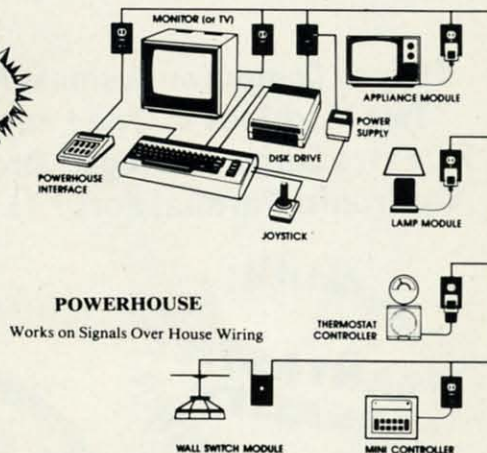 MONITOR (or TV)
APPLIANCE MODULE
POWER
SUPPLY
DISK DRIVE
POWERHOUSE
INTERFACE
LAMP MODULE
JOYSTICK
POWERHOUSE
Works on Signals Over House Wiring
THERMOSTAT
CONTROLLER
WALL SWITCH MODULE
MINI CONTROLLER